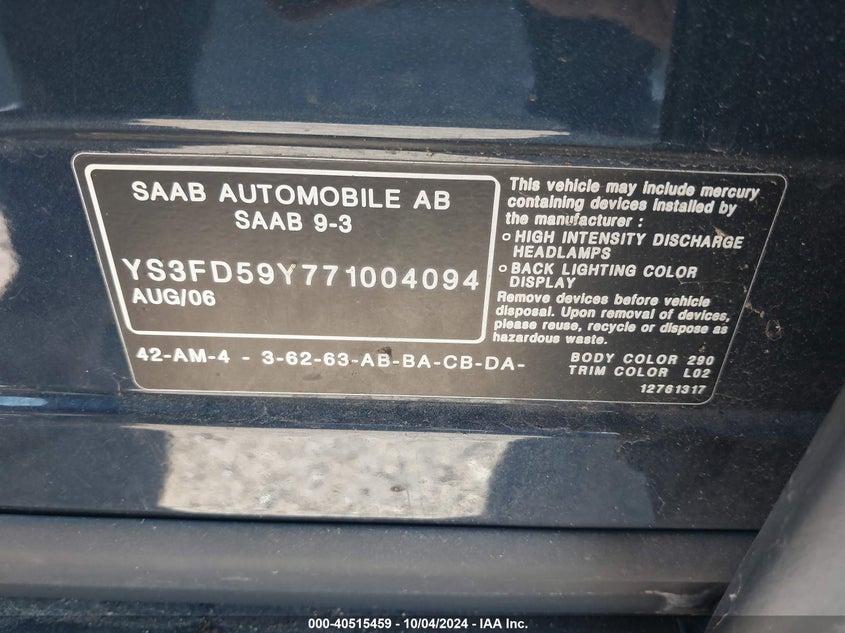 SAAB AUTOMOBILE AB
SAAB 9-3
YS3FD59Y771004094
AUG/06
42-AM-4 - 3-62-63-AB-BA-CB-DA-
This vehicle may include mercury
containing devices installed by
the manufacturer :
HIGH INTENSITY DISCHARGE
HEADLAMPS
BACK LIGHTING COLOR
DISPLAY
Remove devices before vehicle
disposal. Upon removal of devices,
please reuse, recycle or dispose as
hazardous waste.
BODY COLOR 290
TRIM COLOR L02
12761317
000-40515459 - 10/04/2024 - IAA Inc.